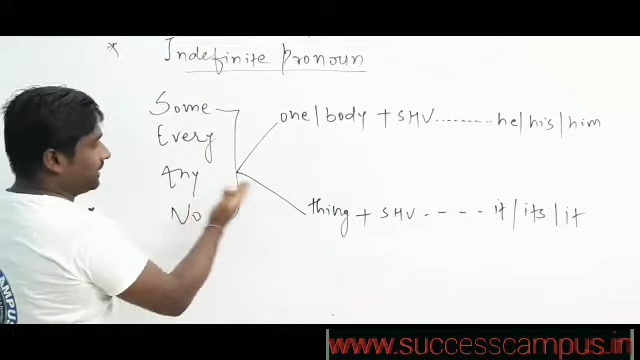 * Indefinite pronoun
Some
one/body + SHV ........ he/his/him
Every
Any
thing + SHV - - - - it/its/it
No
www.successcampus.in